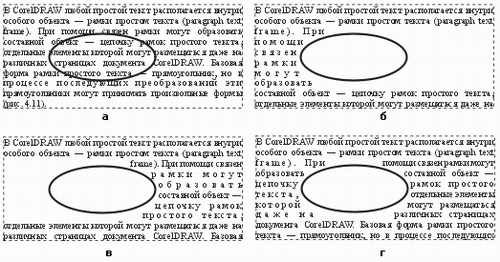 В CorelDRAW любой простой текст располагается внутри
особого объекта — рамки простого текста (paragraph text
frame). При помощи связей рамки могут образовать
составной объект — цепочку рамок простого текста,
отдельные элементы которой могут размещаться даже на
различных страницах документа CorelDRAW. Базовая
форма рамки простого текста — прямоугольник, но в
процессе последующих преобразований эти
прямоугольники могут принимать произвольные формы
(рис. 4.11).
а
В CorelDRAW любой простой текст располагается внутри
особого объекта — рамки простого текста (paragraph text
frame). При
помощи
связей
рамки
могут
образовать
составной объект — цепочку рамок простого текста,
отдельные элементы которой могут размещаться даже на
б
В CorelDRAW любой простой текст располагается внутри
особого объекта — рамки простого текста (paragraph text
frame). При помощи связей
рамки могут
образовать
составной объект —
цепочку рамок
простого текста,
отдельные элементы которой могут размещаться даже на
различных страницах документа CorelDRAW. Базовая
в
В CorelDRAW любой простой текст располагается внутри
особого объекта — рамки простого текста (paragraph text
frame). При помощи связей рамки могут
образовать составной объект —
цепочку рамок простого
текста, отдельные элементы
которой могут размещаться
даже на различных страницах
документа CorelDRAW. Базовая форма рамки простого
текста — прямоугольник, но в процессе последующих
г